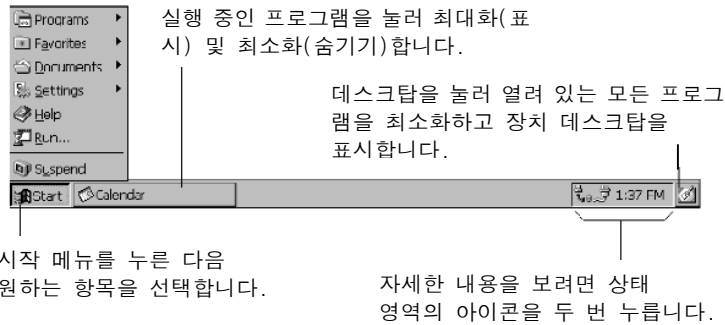 Programs
Favorites
Documents
Settings
Help
Run...
Suspend
Start
Calendar
1:37 PM
실행 중인 프로그램을 눌러 최대화(표
시) 및 최소화(숨기기)합니다.
데스크탑을 눌러 열려 있는 모든 프로그
램을 최소화하고 장치 데스크탑을
표시합니다.
시작 메뉴를 누른 다음
원하는 항목을 선택합니다.
자세한 내용을 보려면 상태
영역의 아이콘을 두 번 누릅니다.